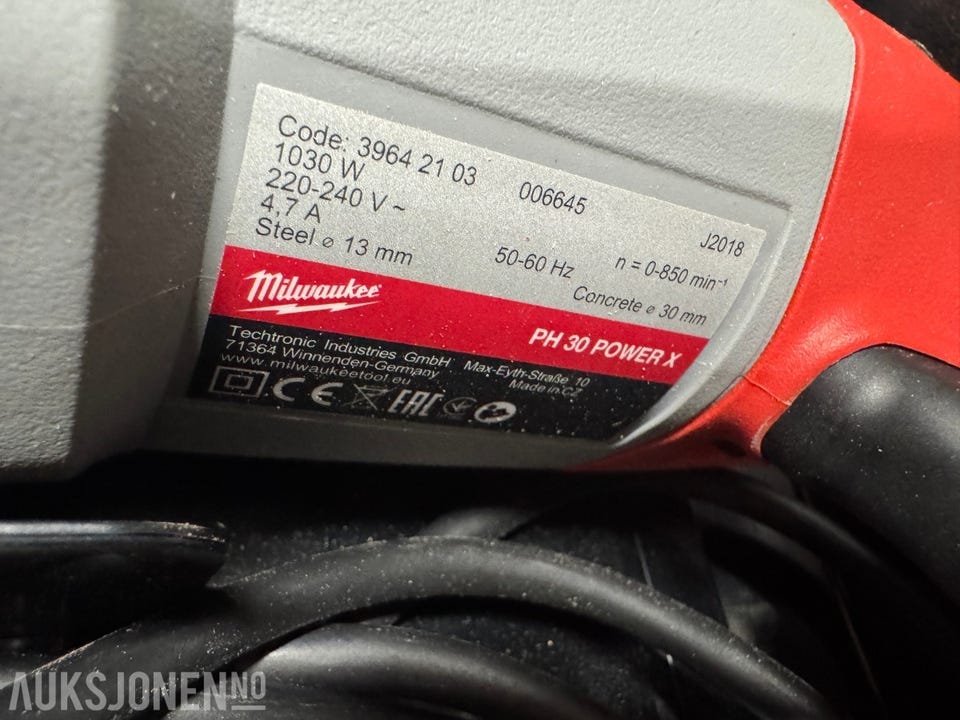 Code: 3964 21 03 006645
1030 W J2018
220-240 V ~
4,7 A 50-60 Hz n = 0-850 min⁻¹
Steel ⌀ 13 mm Concrete ⌀ 30 mm
Milwaukee
PH 30 POWER X
Techtronic Industries GmbH Max-Eyth-Straße 10
71364 Winnenden-Germany Made in CZ
www.milwaukeetool.eu
CE EAC
AUKSJONEN.NO